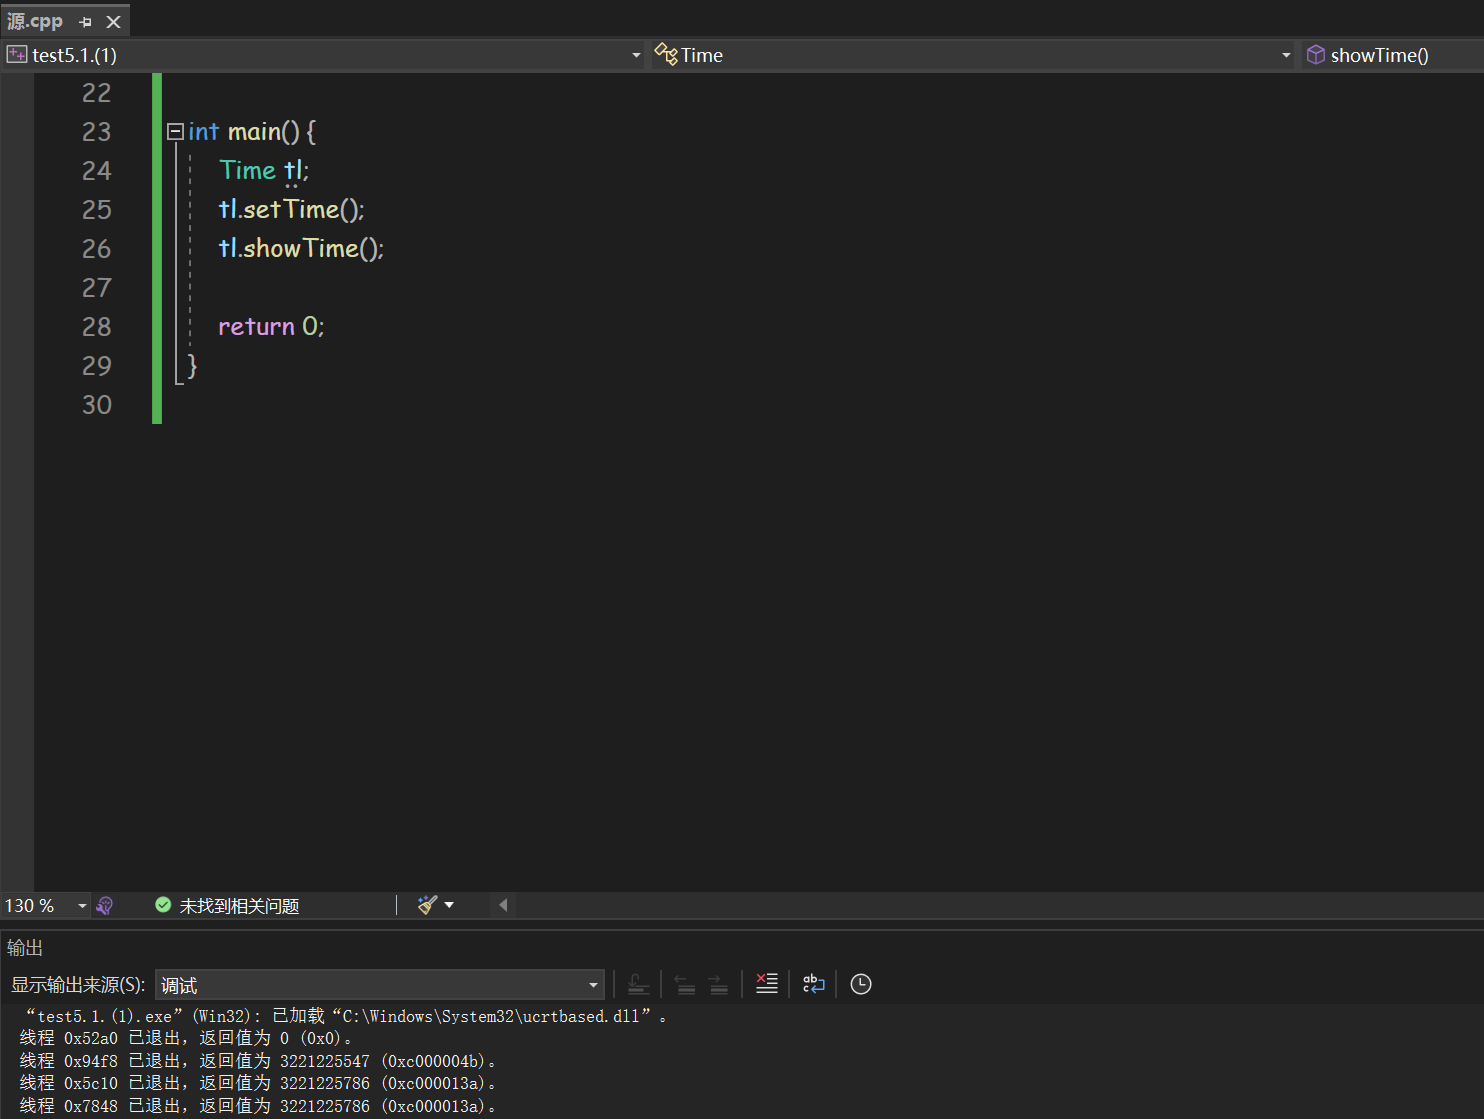 源.cpp
test5.1.(1) Time showTime()
22
23 int main() {
24 Time tl;
25 tl.setTime();
26 tl.showTime();
27
28 return 0;
29 }
30
130 % 未找到相关问题
输出
显示输出来源(S): 调试
“test5.1.(1).exe”(Win32): 已加载“C:\Windows\System32\ucrtbased.dll”。
线程 0x52a0 已退出，返回值为 0 (0x0)。
线程 0x94f8 已退出，返回值为 3221225547 (0xc000004b)。
线程 0x5c10 已退出，返回值为 3221225786 (0xc000013a)。
线程 0x7848 已退出，返回值为 3221225786 (0xc000013a)。